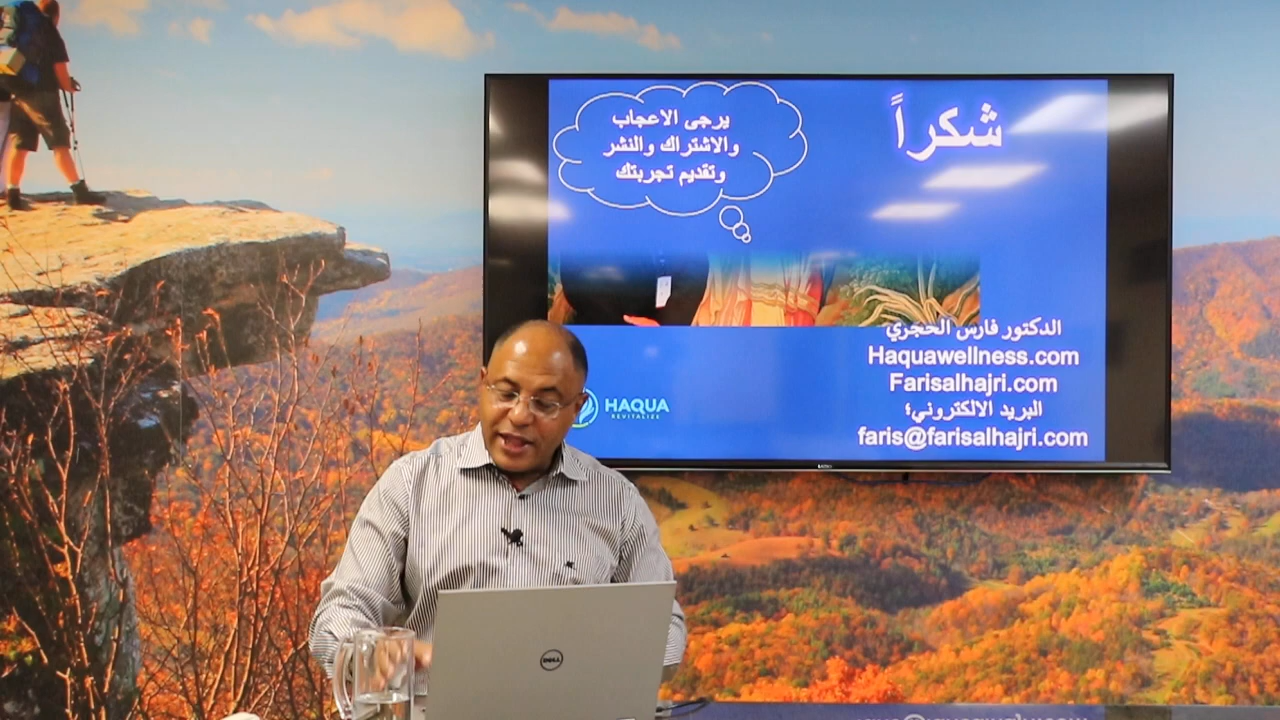 شكراً
يرجى الاعجاب
والاشتراك والنشر
وتقديم تجربتك
الدكتور فارس الحجري
Haquawellness.com
Farisalhajri.com
البريد الالكتروني؛
faris@farisalhajri.com
HAQUA
REVITALIZE
DELL